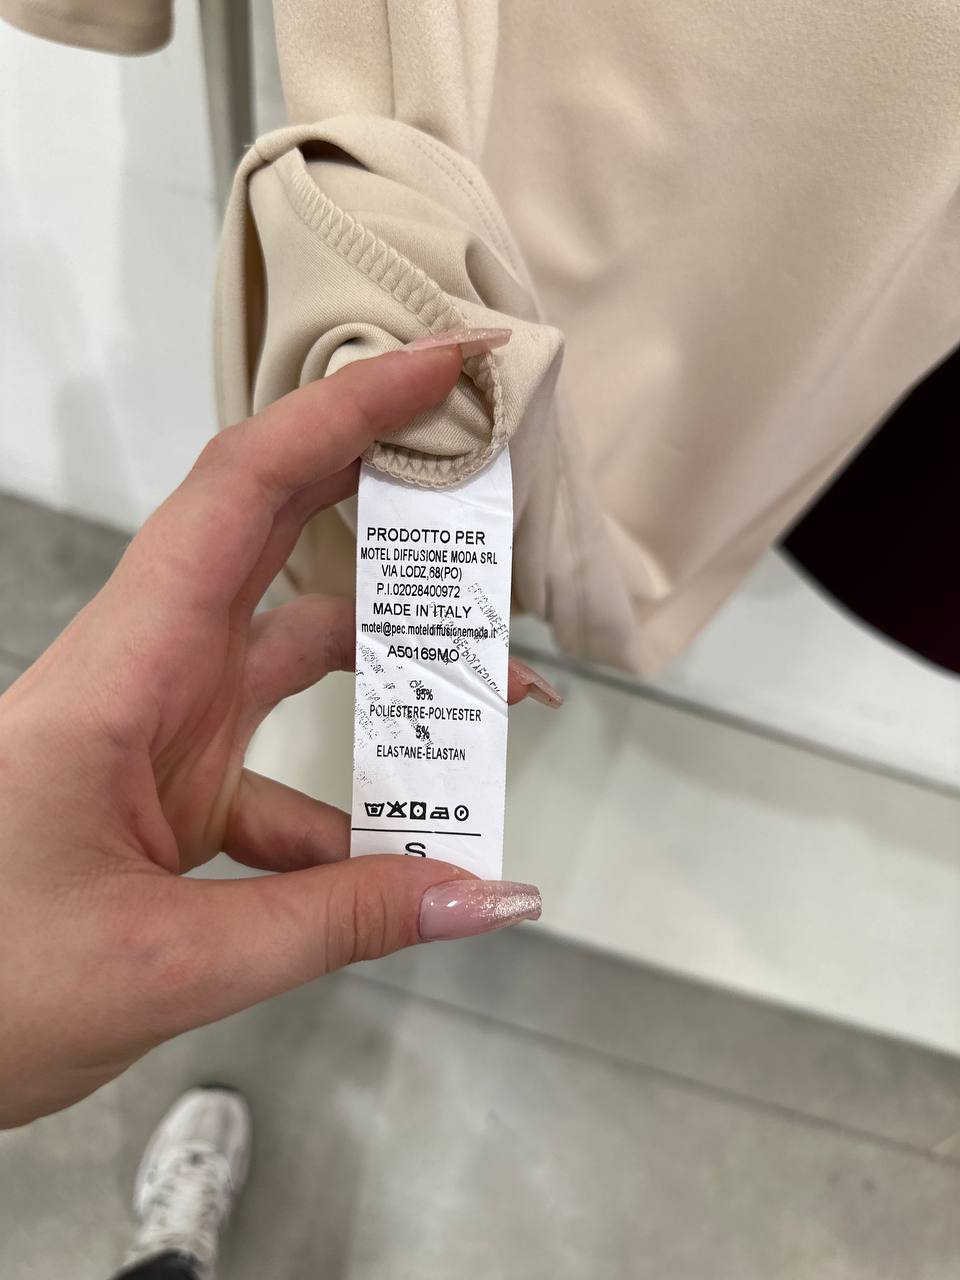 PRODOTTO PER
MOTEL DIFFUSIONE MODA SRL
VIA LODZ,68(PO)
P.I.02028400972
MADE IN ITALY
motel@pec.moteldiffusionemoda.it
A50169MO
95%
POLIESTERE-POLYESTER
5%
ELASTANE-ELASTAN
S